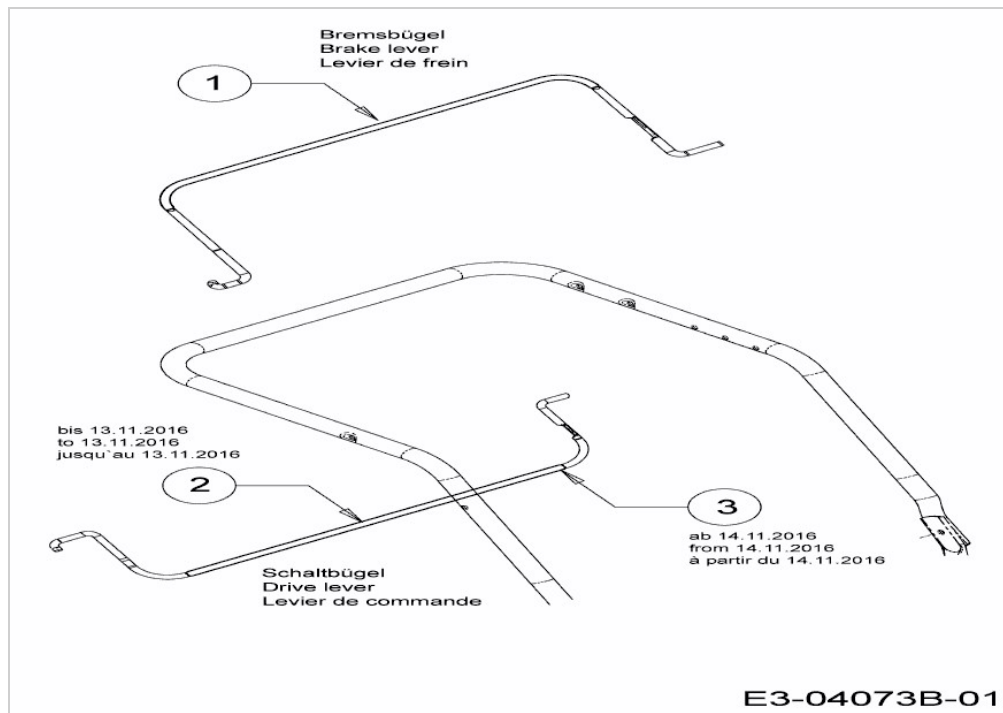 Bremsbügel
Brake lever
Levier de frein
1
bis 13.11.2016
to 13.11.2016
jusqu`au 13.11.2016
2
3
ab 14.11.2016
from 14.11.2016
à partir du 14.11.2016
Schaltbügel
Drive lever
Levier de commande
E3-04073B-01